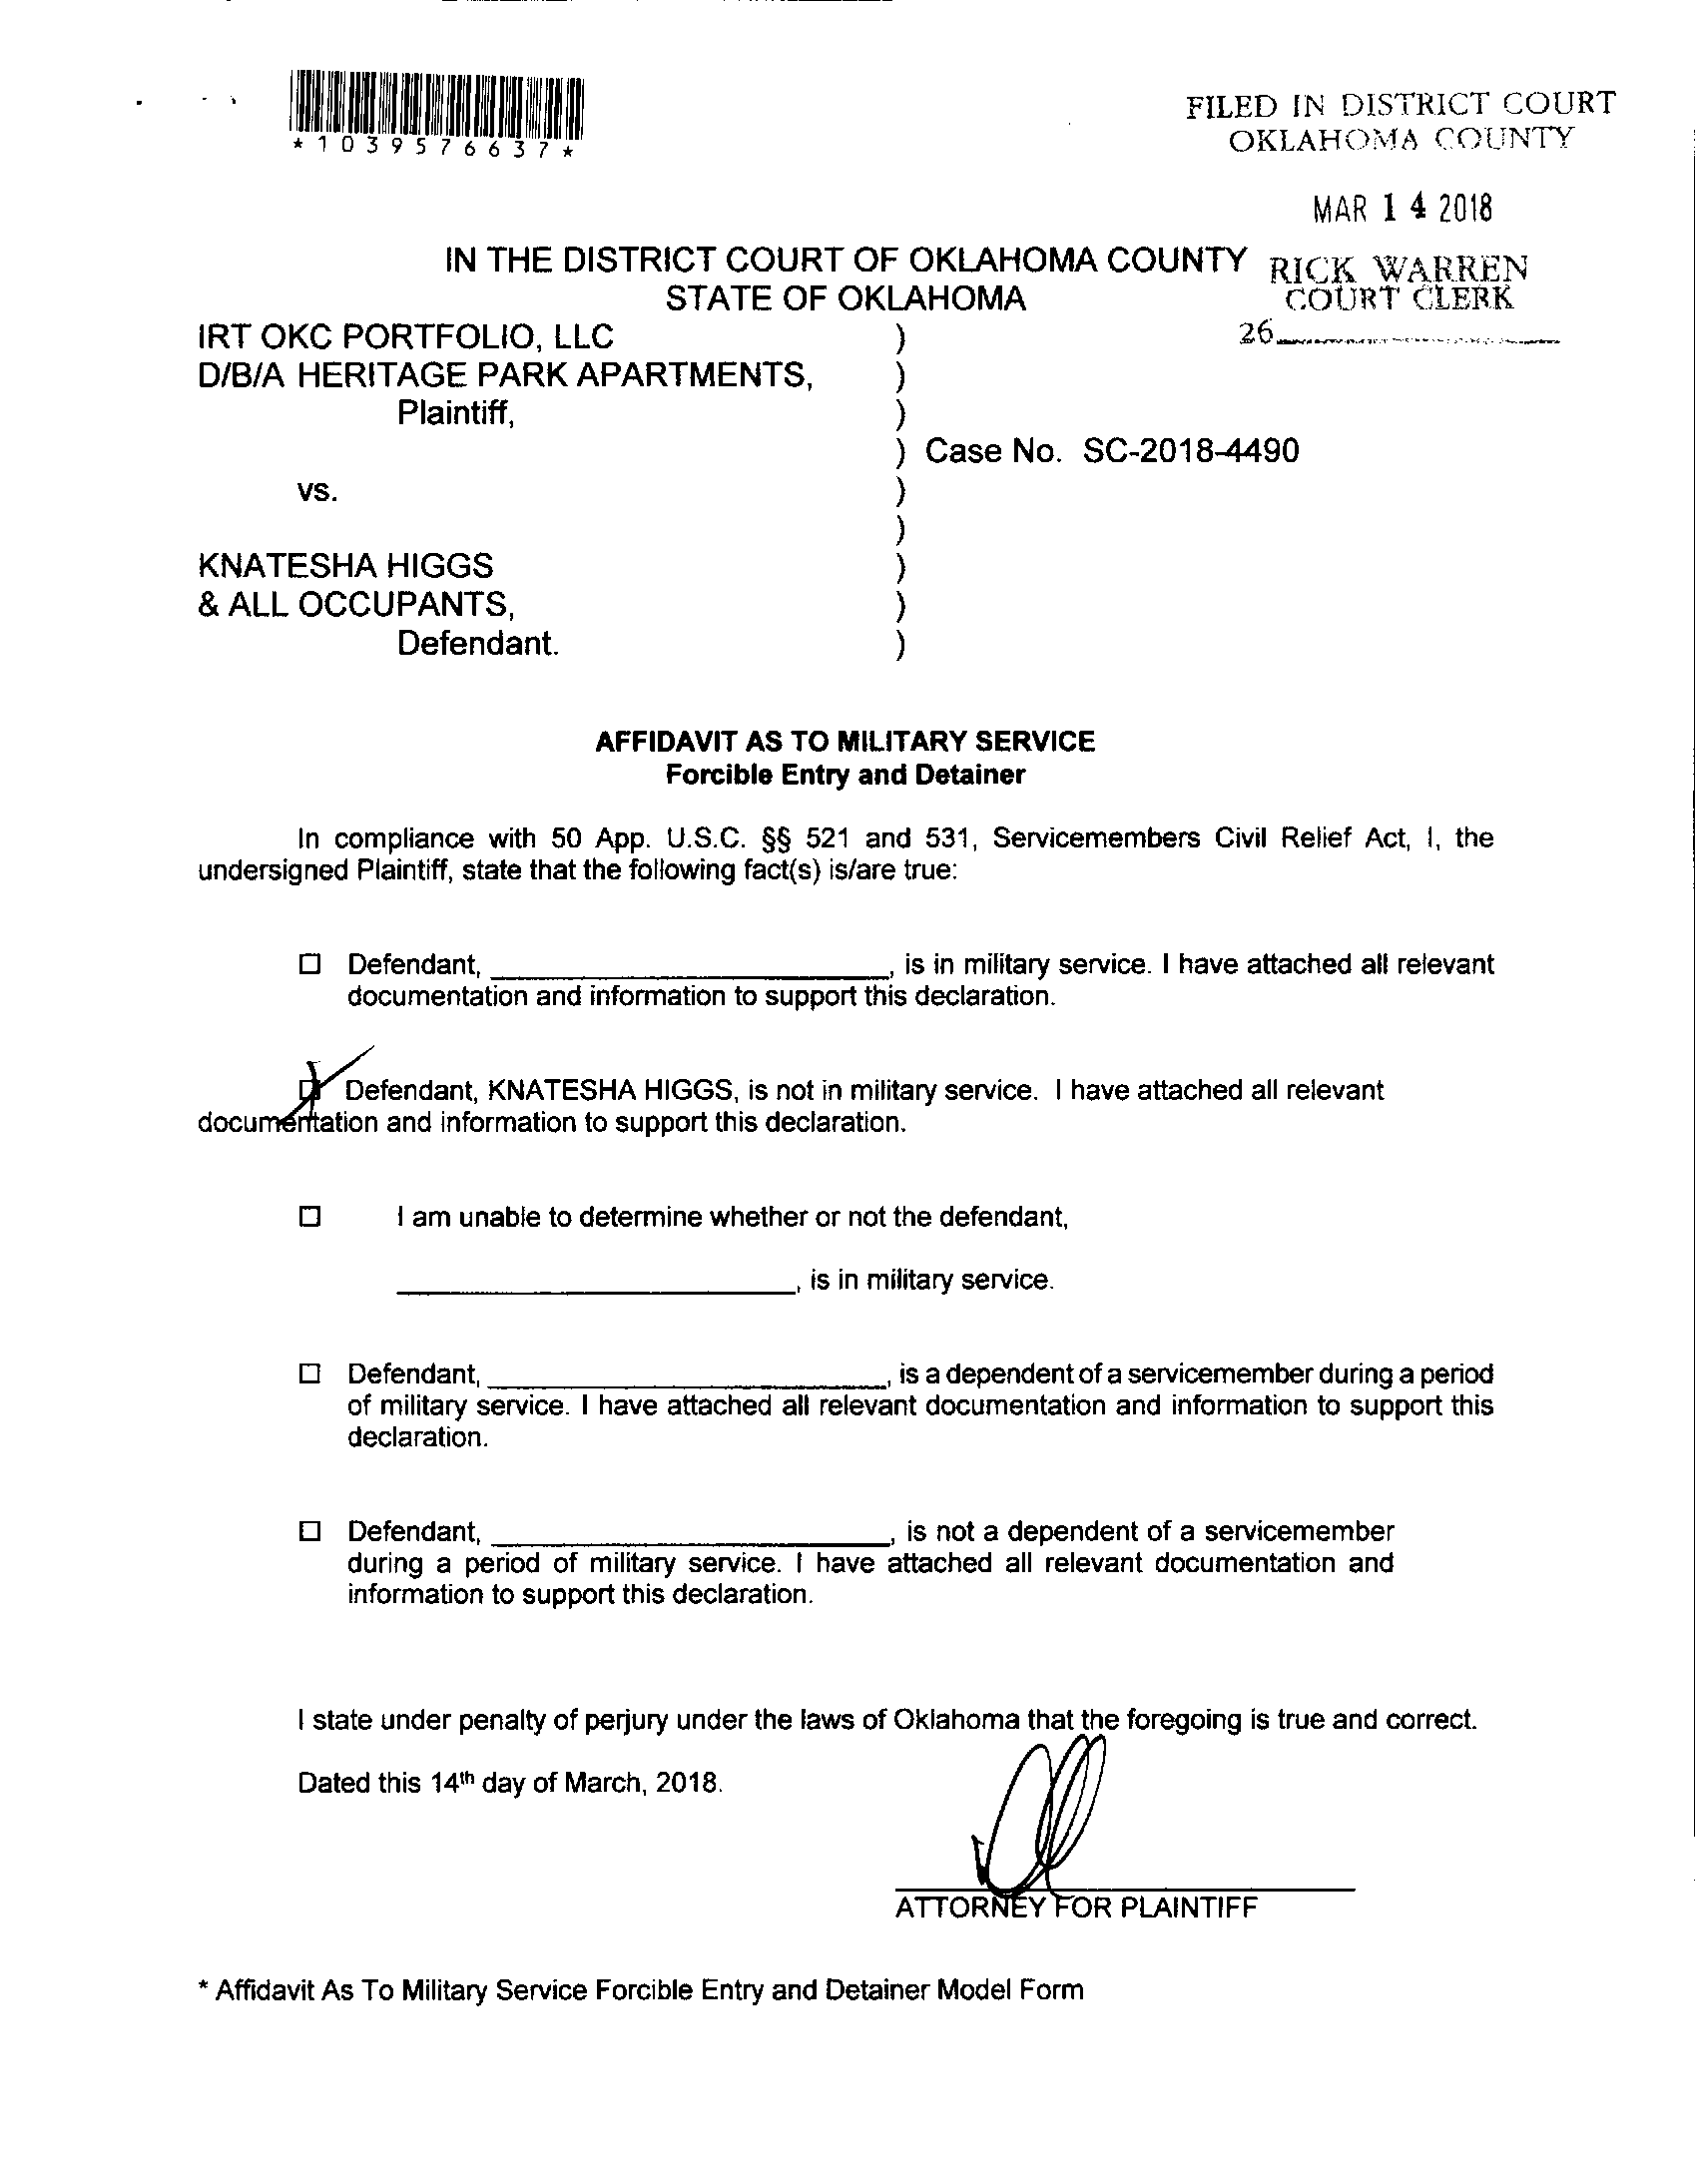 *1039576637*
FILED IN DISTRICT COURT
OKLAHOMA COUNTY
MAR 14 2018
RICK WARREN
COURT CLERK
26
IN THE DISTRICT COURT OF OKLAHOMA COUNTY
STATE OF OKLAHOMA
IRT OKC PORTFOLIO, LLC )
D/B/A HERITAGE PARK APARTMENTS, )
Plaintiff, )
) Case No. SC-2018-4490
vs. )
)
KNATESHA HIGGS )
& ALL OCCUPANTS, )
Defendant. )
AFFIDAVIT AS TO MILITARY SERVICE
Forcible Entry and Detainer
In compliance with 50 App. U.S.C. §§ 521 and 531, Servicemembers Civil Relief Act, I, the
undersigned Plaintiff, state that the following fact(s) is/are true:
☐ Defendant, ____________________, is in military service. I have attached all relevant
documentation and information to support this declaration.
☑ Defendant, KNATESHA HIGGS, is not in military service. I have attached all relevant
documentation and information to support this declaration.
☐ I am unable to determine whether or not the defendant,
____________________, is in military service.
☐ Defendant, ____________________, is a dependent of a servicemember during a period
of military service. I have attached all relevant documentation and information to support this
declaration.
☐ Defendant, ____________________, is not a dependent of a servicemember
during a period of military service. I have attached all relevant documentation and
information to support this declaration.
I state under penalty of perjury under the laws of Oklahoma that the foregoing is true and correct.
Dated this 14th day of March, 2018.
ATTORNEY FOR PLAINTIFF
* Affidavit As To Military Service Forcible Entry and Detainer Model Form